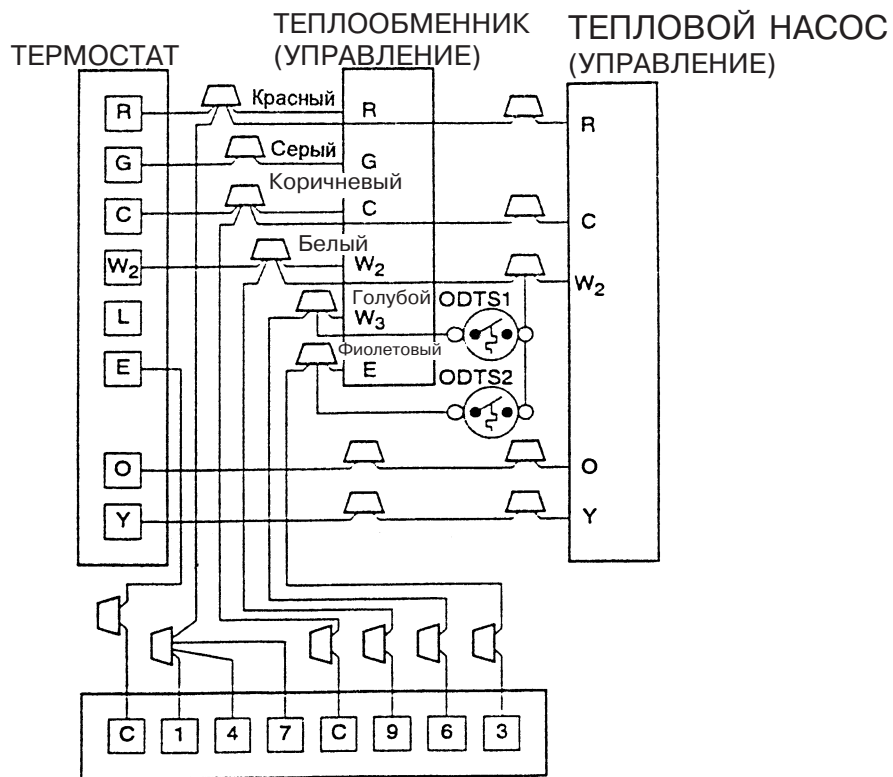 ТЕРМОСТАТ
ТЕПЛООБМЕННИК
(УПРАВЛЕНИЕ)
ТЕПЛОВОЙ НАСОС
(УПРАВЛЕНИЕ)
R
Красный
R
R
G
Серый
G
C
Коричневый
C
C
W2
Белый
W2
W2
L
Голубой
W3
ODTS1
E
Фиолетовый
E
ODTS2
O
O
Y
Y
C 1 4 7 C 9 6 3